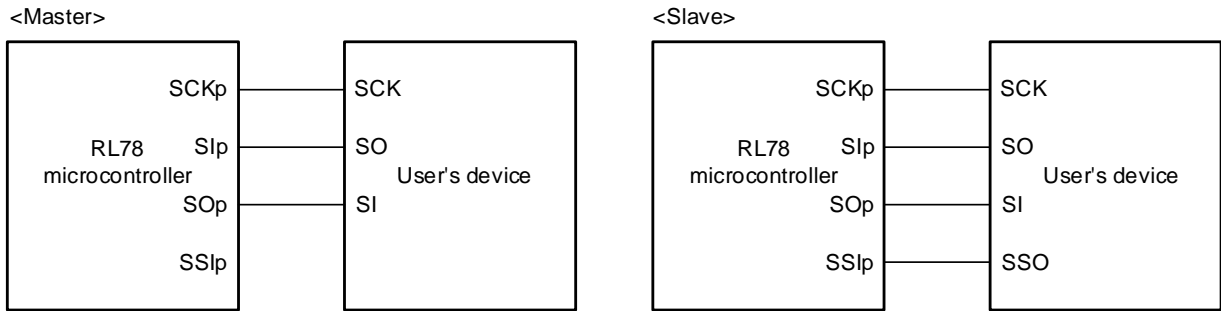 <Master>
<Slave>
SCKp
SCK
SCKp
SCK
RL78
microcontroller
SIp
SO
User's device
RL78
microcontroller
SIp
SO
User's device
SOp
SI
SOp
SI
SSIp
SSIp
SSO